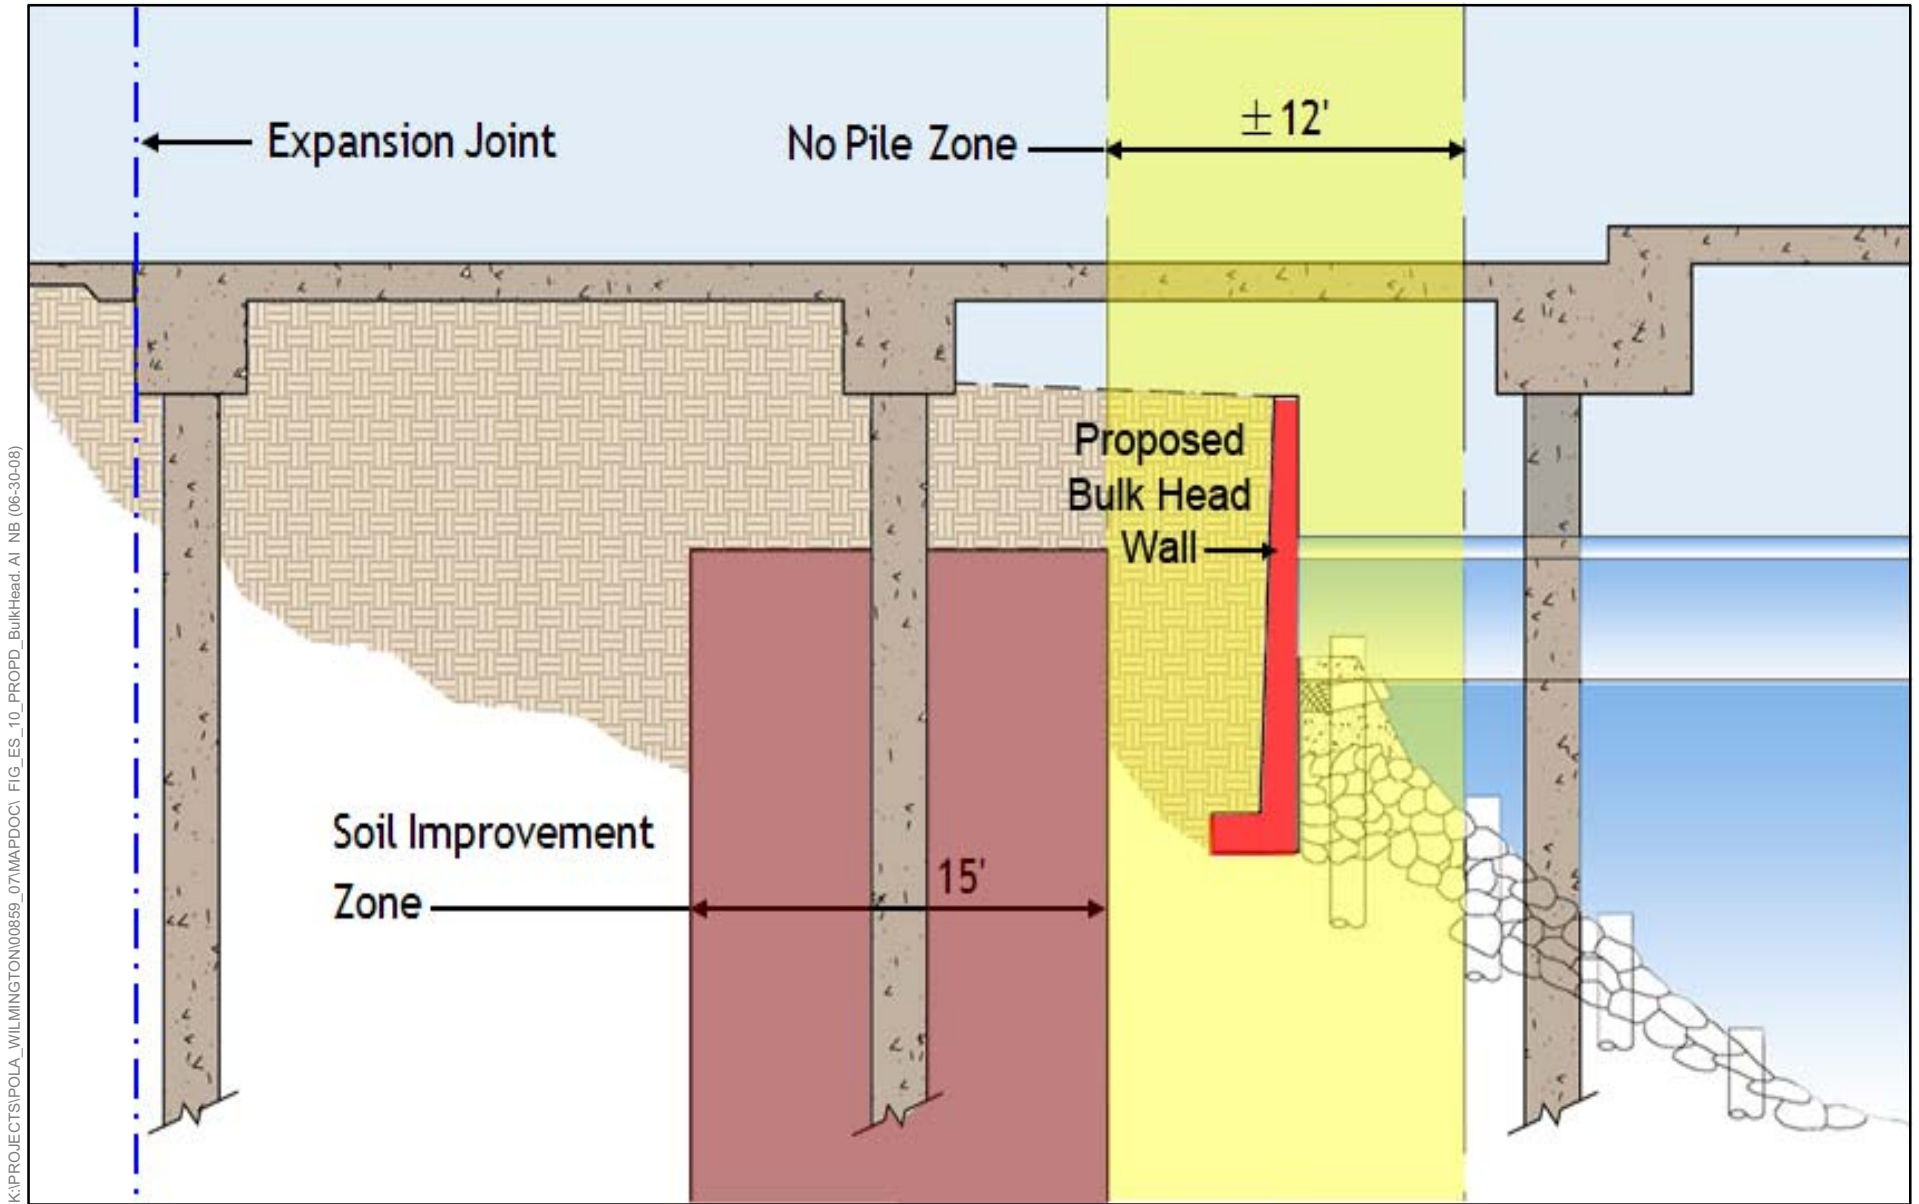 Expansion Joint
No Pile Zone
±12'
Proposed
Bulk Head
Wall
Soil Improvement
Zone
15'
K:\PROJECTS\POLA_WILMINGTON\00859_07\MAPDOC\ FIG_ES_10_PROPD_BulkHead. AI NB (06-30-08)